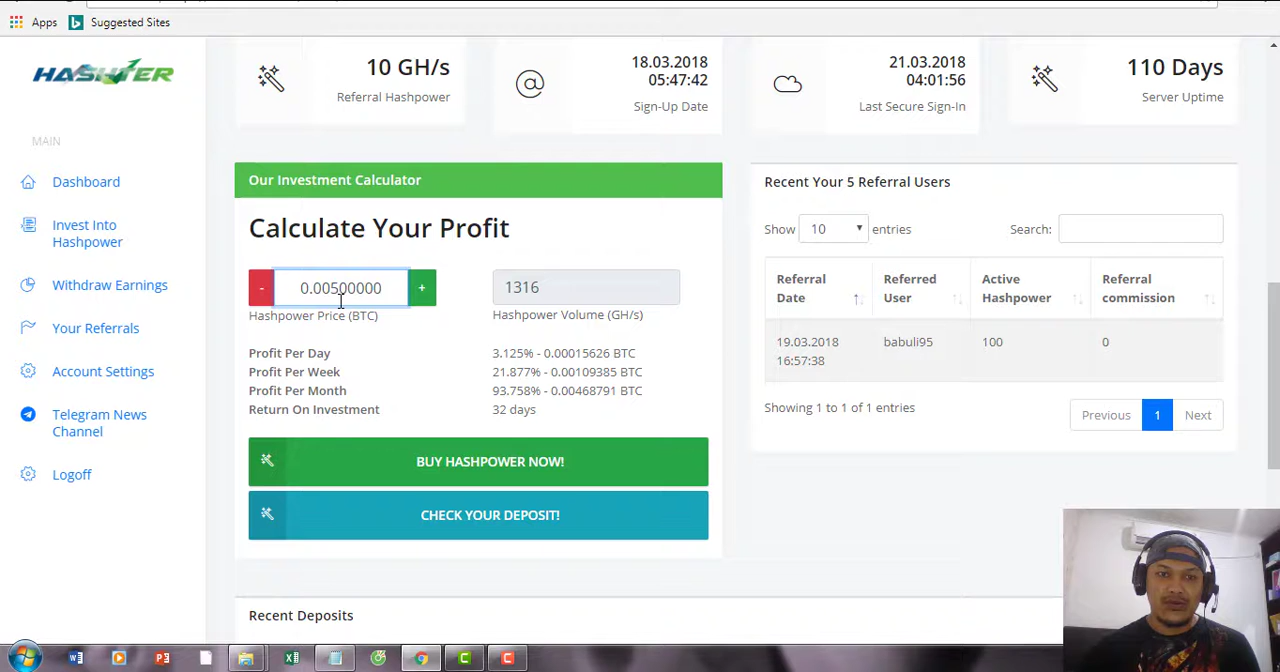 Apps
Suggested Sites
HASHTER
10 GH/s
Referral Hashpower
18.03.2018
05:47:42
Sign-Up Date
21.03.2018
04:01:56
Last Secure Sign-In
110 Days
Server Uptime
MAIN
Dashboard
Invest Into
Hashpower
Withdraw Earnings
Your Referrals
Account Settings
Telegram News
Channel
Logoff
Our Investment Calculator
Calculate Your Profit
- 0.00500000 +
Hashpower Price (BTC)
1316
Hashpower Volume (GH/s)
Profit Per Day 3.125% - 0.00015626 BTC
Profit Per Week 21.877% - 0.00109385 BTC
Profit Per Month 93.758% - 0.00468791 BTC
Return On Investment 32 days
BUY HASHPOWER NOW!
CHECK YOUR DEPOSIT!
Recent Deposits
Recent Your 5 Referral Users
Show 10 entries Search:
Referral Date Referred User Active Hashpower Referral commission
19.03.2018 16:57:38 babuli95 100 0
Showing 1 to 1 of 1 entries
Previous 1 Next